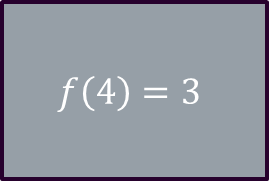 f(4) = 3